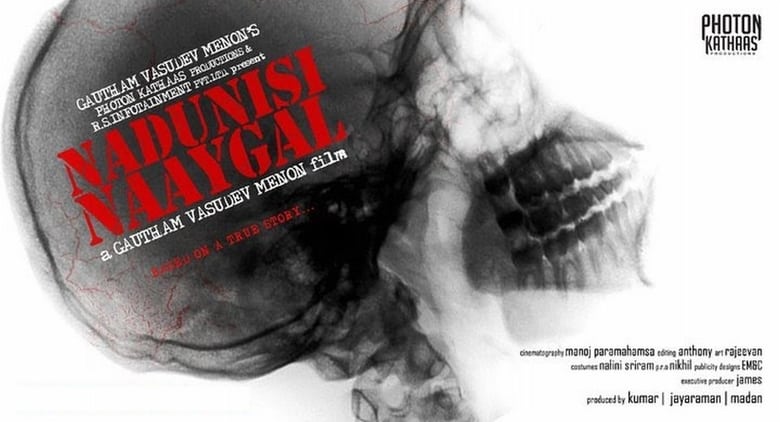 GAUTHAM VASUDEV MENON'S
PHOTON KATHAAS PRODUCTIONS &
R.S.INFOTAINMENT PVT.LTD present
NADUNISI
NAAYGAL
a GAUTHAM VASUDEV MENON film
BASED ON A TRUE STORY...
PHOTON
KATHAAS
PRODUCTIONS
cinematography manoj paramahamsa editing anthony art rajeevan
costumes nalini sriram p.r.o nikhil publicity designs EM&C
executive producer james
produced by kumar | jayaraman | madan